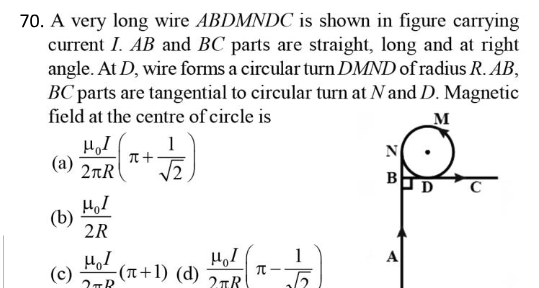 70. A very long wire ABDMNDC is shown in figure carrying
current I. AB and BC parts are straight, long and at right
angle. At D, wire forms a circular turn DMND of radius R. AB,
BC parts are tangential to circular turn at N and D. Magnetic
field at the centre of circle is
(a) μ₀I/2πR (π + 1/√2)
(b) μ₀I/2R
(c) μ₀I/2πR (π+1) (d) μ₀I/2πR (π − 1/√2)
M
N
B
D
C
A